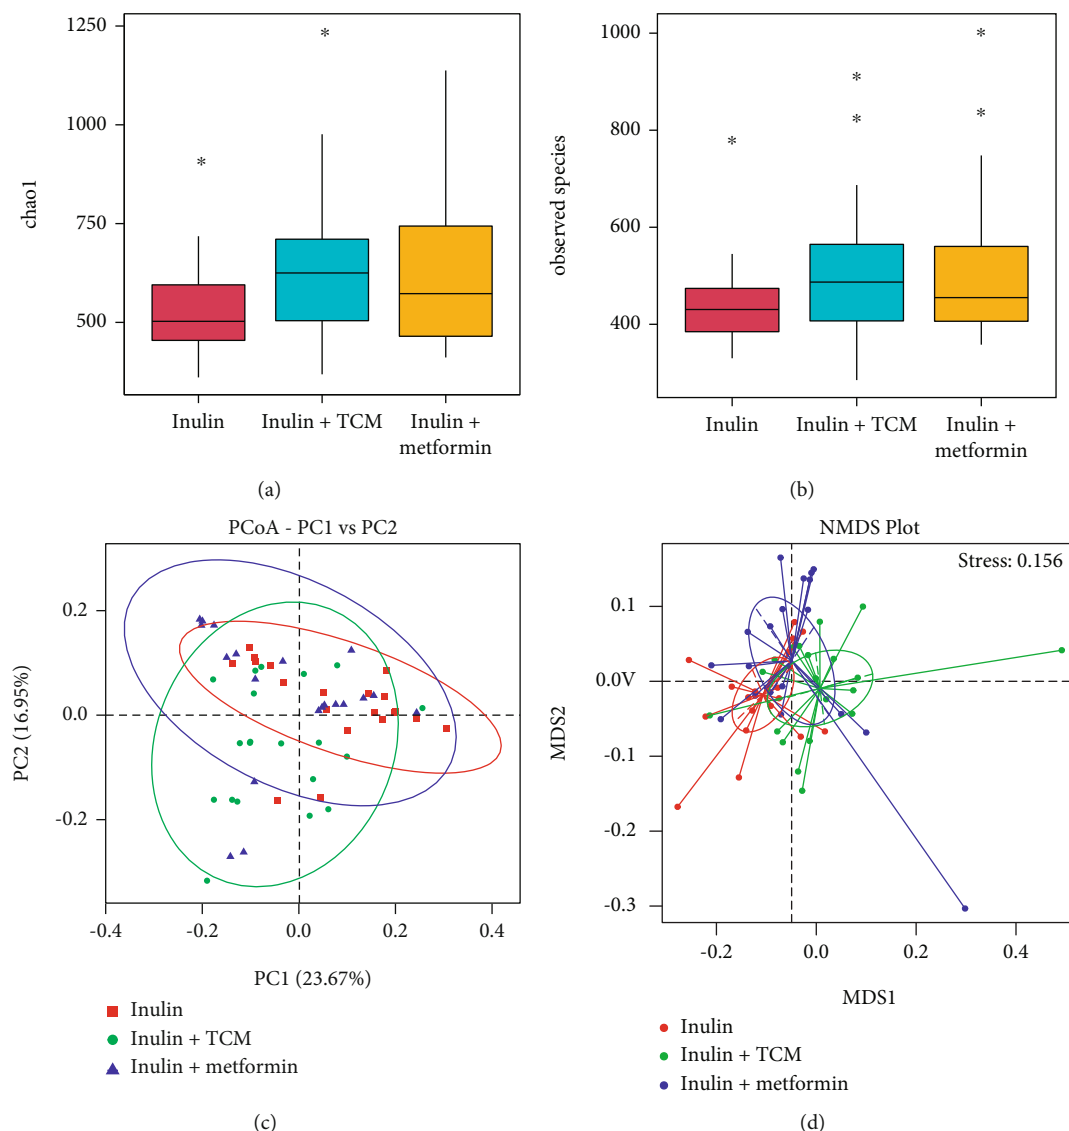 chao1
1250
1000
750
500
Inulin
Inulin + TCM
Inulin +
metformin
*
*
(a)
observed species
1000
800
600
400
Inulin
Inulin + TCM
Inulin +
metformin
*
*
*
*
*
(b)
PCoA - PC1 vs PC2
PC2 (16.95%)
0.2
0.0
-0.2
-0.4
-0.2
0.0
0.2
0.4
PC1 (23.67%)
Inulin
Inulin + TCM
Inulin + metformin
(c)
NMDS Plot
Stress: 0.156
MDS2
0.1
0.0V
-0.1
-0.2
-0.3
-0.2
0.0
0.2
0.4
MDS1
Inulin
Inulin + TCM
Inulin + metformin
(d)